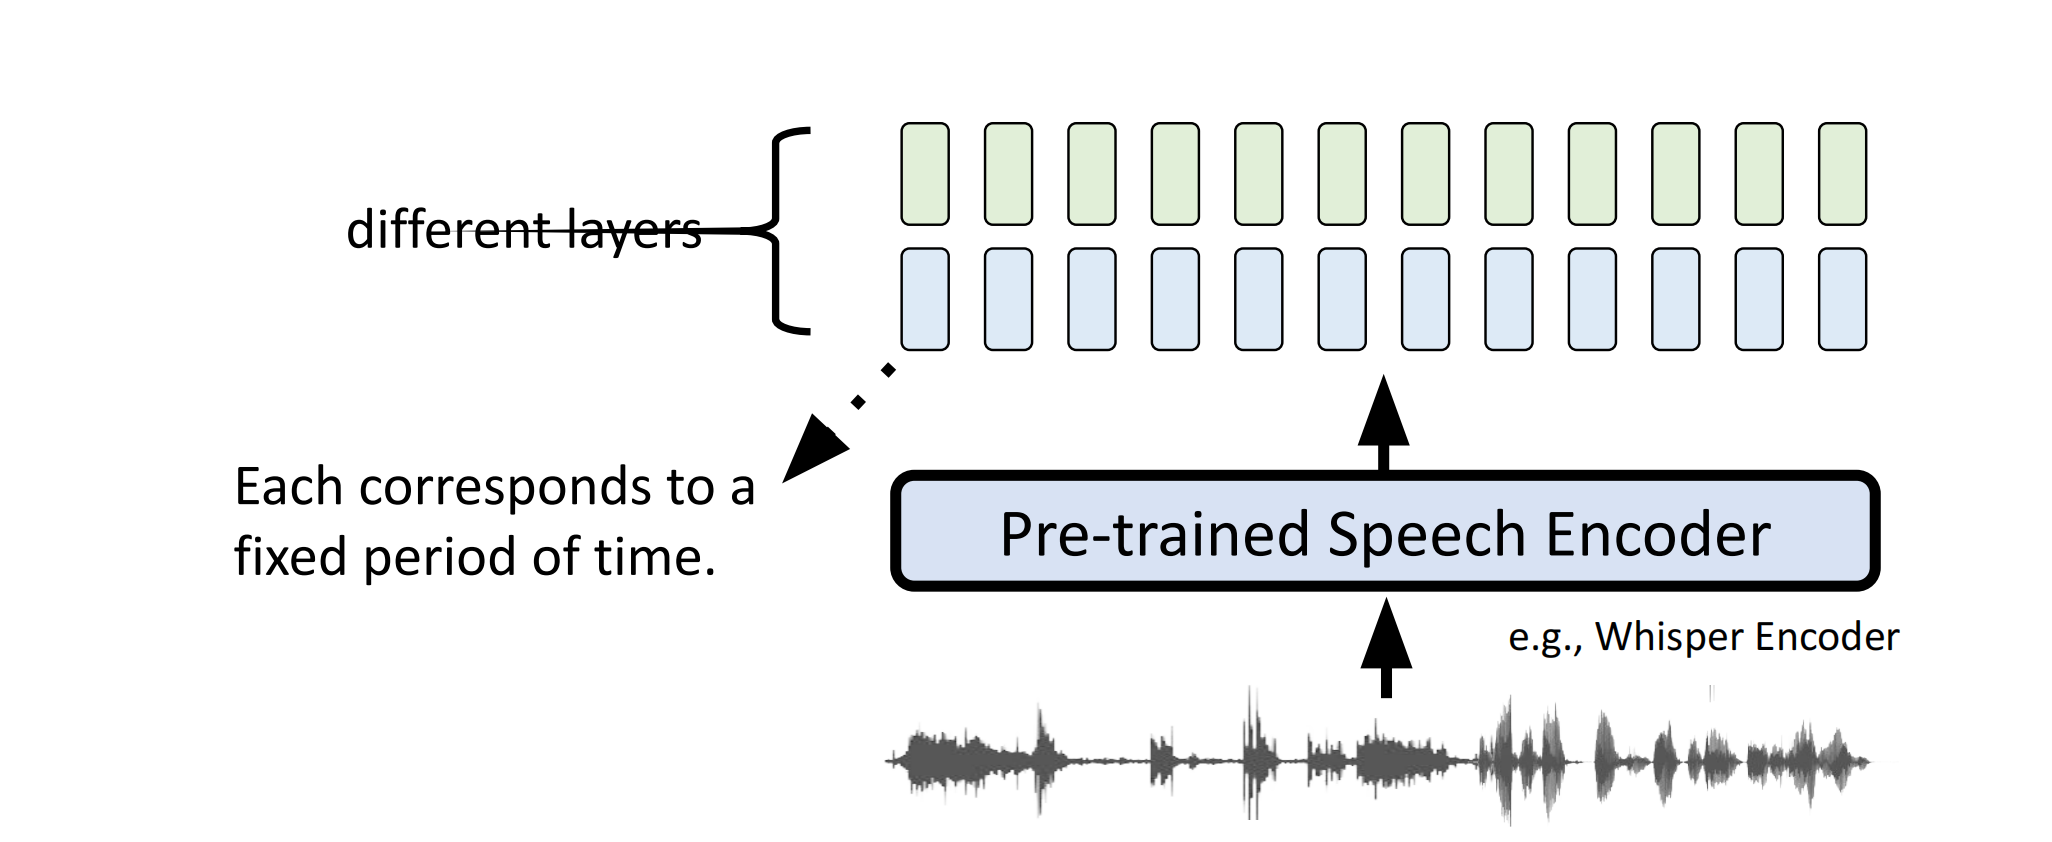 different layers
Each corresponds to a
fixed period of time.
Pre-trained Speech Encoder
e.g., Whisper Encoder